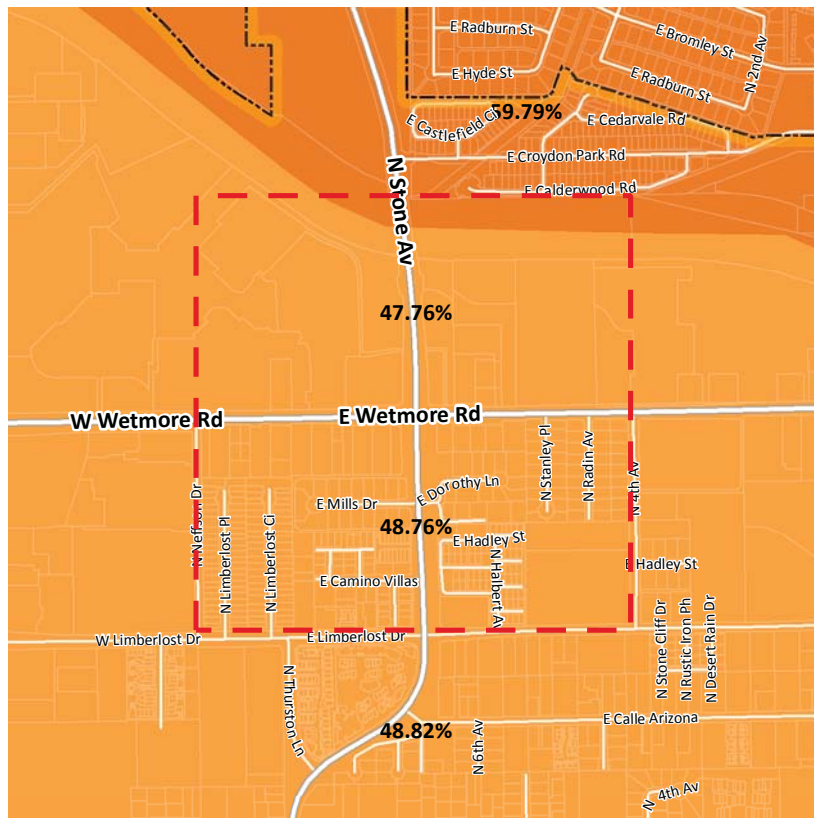 E Radburn St
E Bromley St
N 2nd Av
E Hyde St
E Radburn St
59.79%
E Castlefield Ci
E Cedarvale Rd
E Croydon Park Rd
E Calderwood Rd
N Stone Av
47.76%
W Wetmore Rd
E Wetmore Rd
N Stanley Pl
N Radin Av
N 4th Av
N Neffson Dr
N Limberlost Pl
N Limberlost Ci
E Mills Dr
E Dorothy Ln
48.76%
E Hadley St
N Halbert Av
E Hadley St
E Camino Villas
W Limberlost Dr
E Limberlost Dr
N Stone Cliff Dr
N Rustic Iron Ph
N Desert Rain Dr
N Thurston Ln
48.82%
E Calle Arizona
N 6th Av
N 4th Av